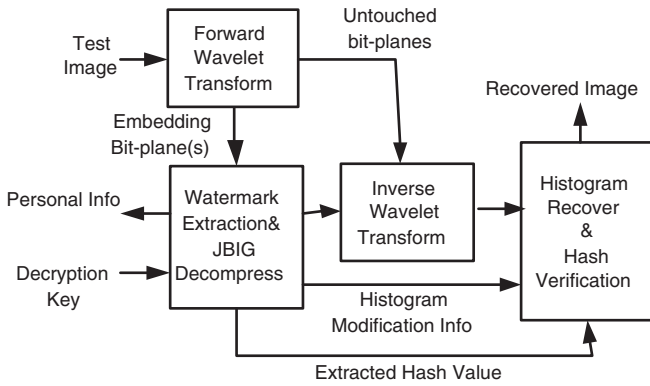 Test
Image
Forward
Wavelet
Transform
Untouched
bit-planes
Recovered Image
Embedding
Bit-plane(s)
Personal Info
Decryption
Key
Watermark
Extraction&
JBIG
Decompress
Inverse
Wavelet
Transform
Histogram
Recover
&
Hash
Verification
Histogram
Modification Info
Extracted Hash Value